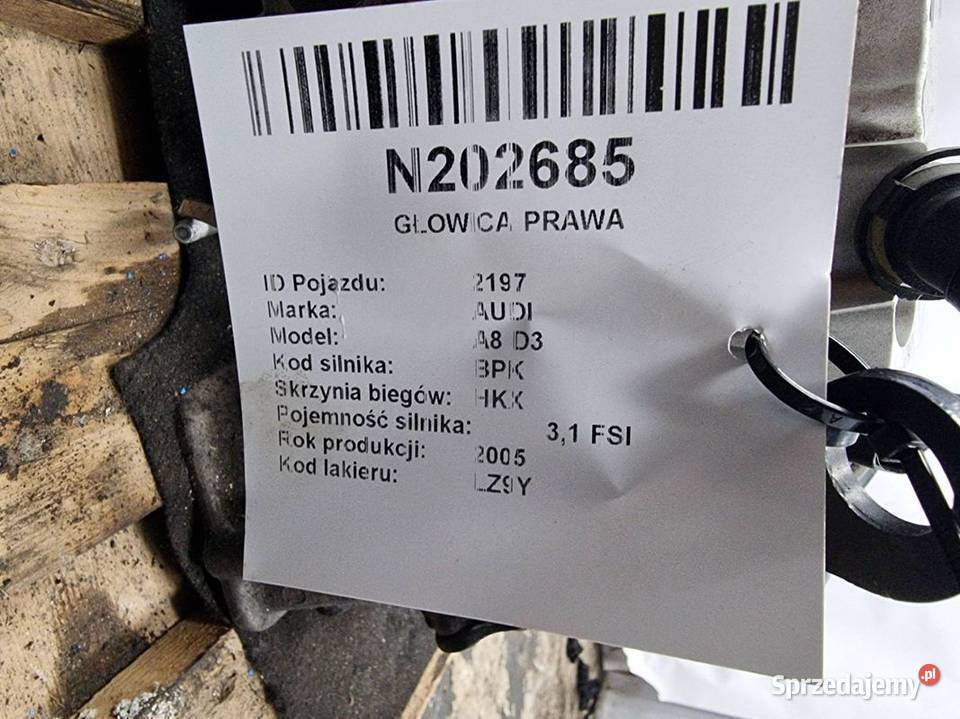 N202685
GŁOWICA PRAWA
ID Pojazdu: 2197
Marka: AUDI
Model: A8 D3
Kod silnika: BPK
Skrzynia biegów: HKX
Pojemność silnika: 3,1 FSI
Rok produkcji: 2005
Kod lakieru: LZ9Y
Sprzedajemy.pl